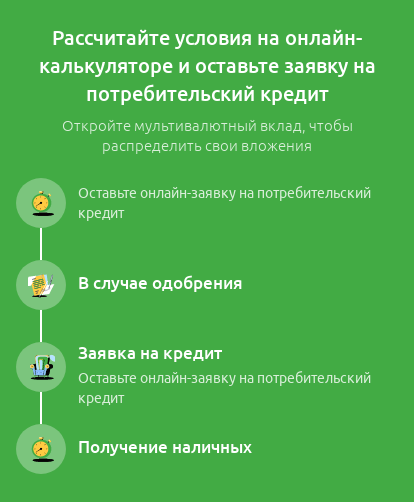 Рассчитайте условия на онлайн-
калькуляторе и оставьте заявку на
потребительский кредит
Откройте мультивалютный вклад, чтобы
распределить свои вложения
Оставьте онлайн-заявку на потребительский
кредит
В случае одобрения
Заявка на кредит
Оставьте онлайн-заявку на потребительский
кредит
Получение наличных